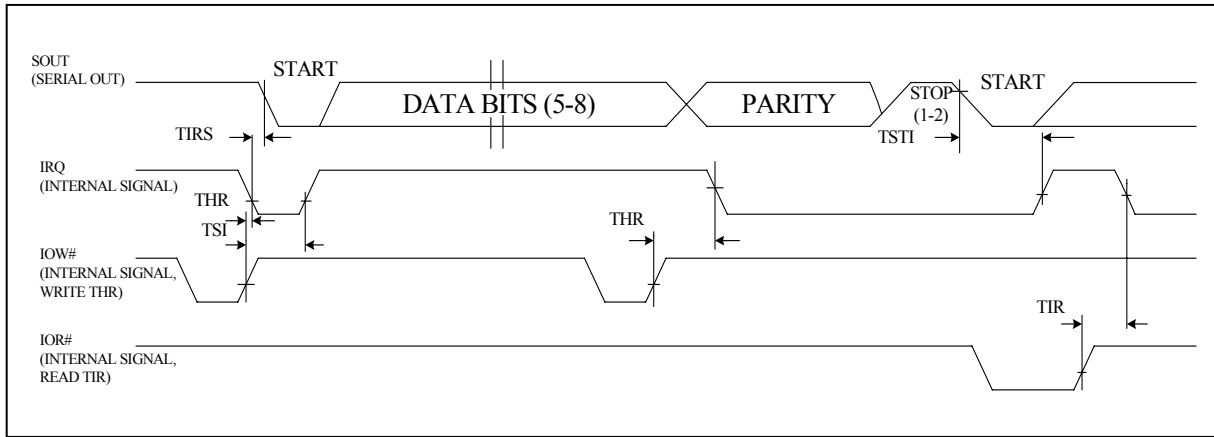 SOUT
(SERIAL OUT)
START
DATA BITS (5-8)
PARITY
STOP
(1-2)
START
TIRS
TSTI
IRQ
(INTERNAL SIGNAL)
THR
TSI
THR
IOW#
(INTERNAL SIGNAL,
WRITE THR)
TIR
IOR#
(INTERNAL SIGNAL,
READ TIR)